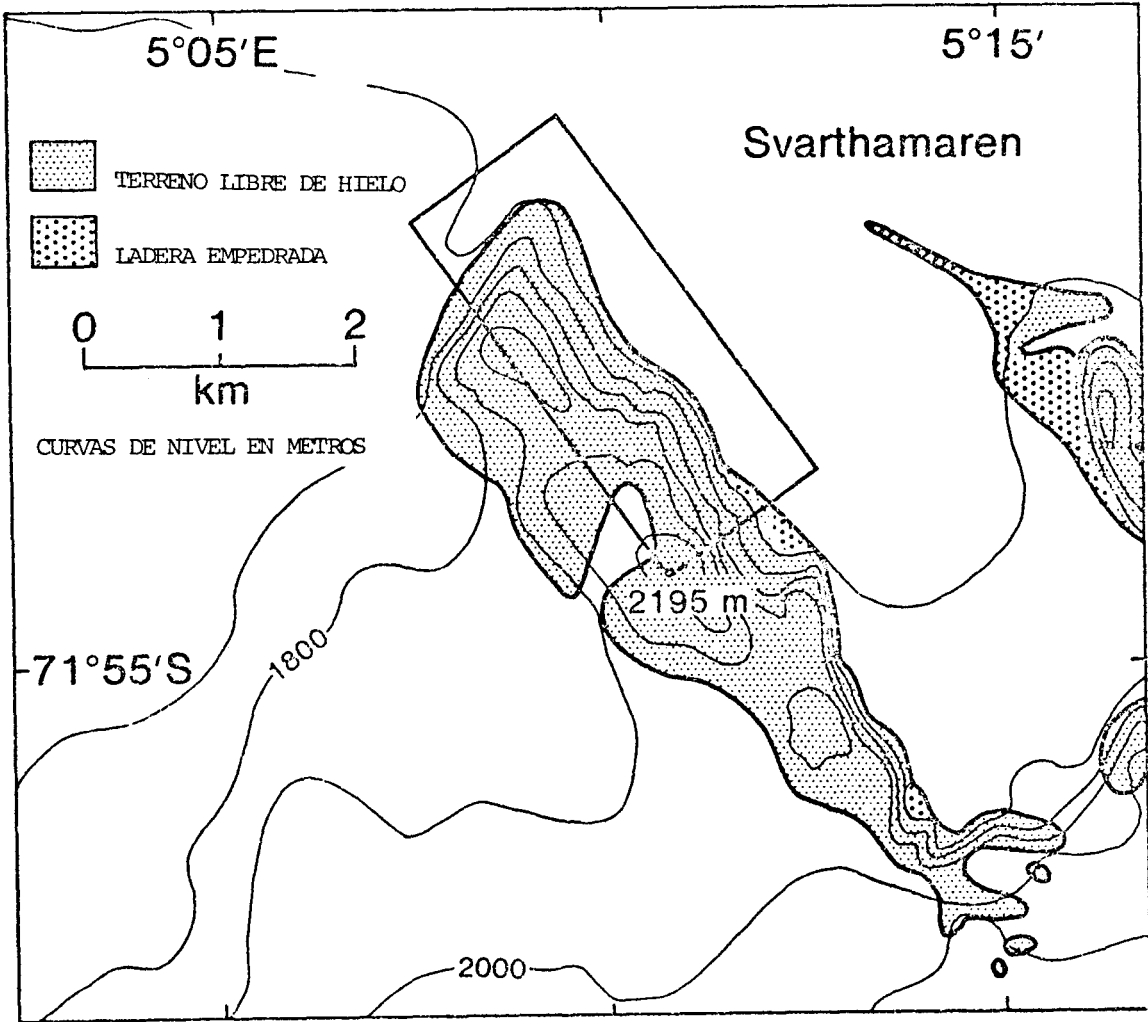 5°05′E
5°15′
Svarthamaren
TERRENO LIBRE DE HIELO
LADERA EMPEDRADA
0 1 2
km
CURVAS DE NIVEL EN METROS
2195 m
1800
71°55′S
2000